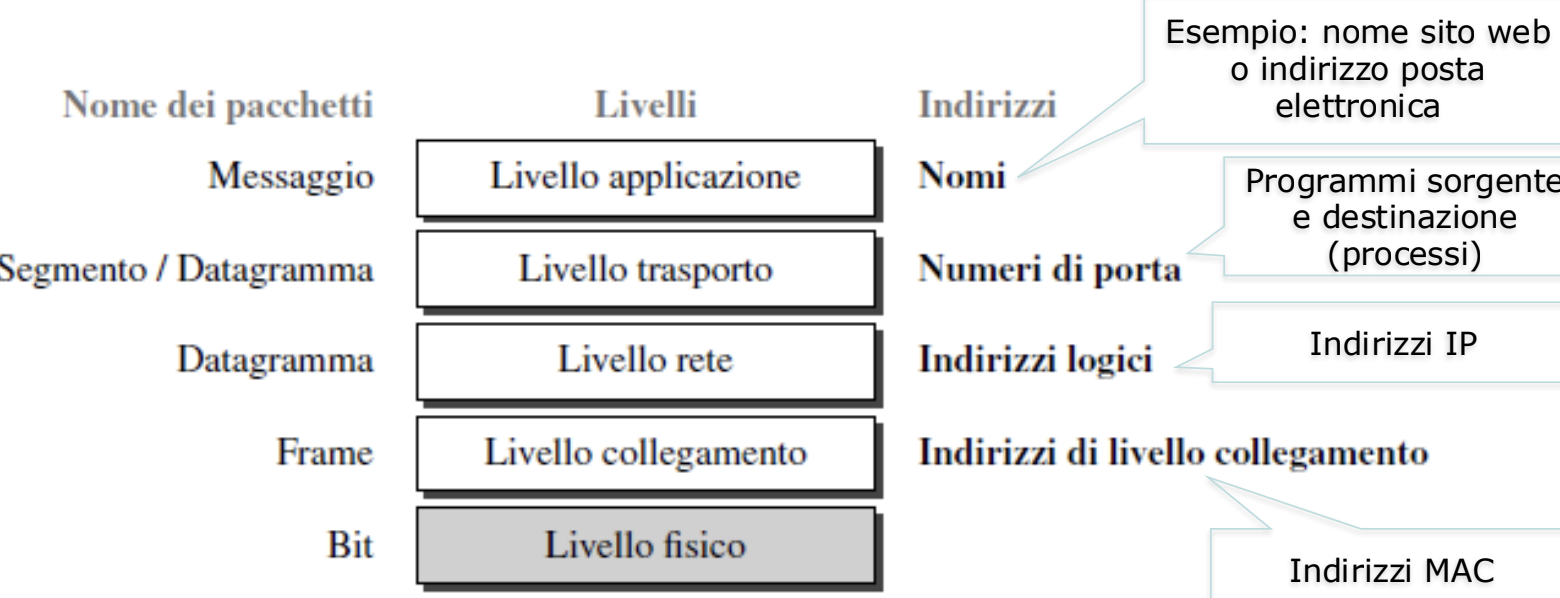 Esempio: nome sito web
o indirizzo posta
elettronica
Nome dei pacchetti Livelli Indirizzi
Messaggio Livello applicazione Nomi
Programmi sorgente
e destinazione
(processi)
Segmento / Datagramma Livello trasporto Numeri di porta
Datagramma Livello rete Indirizzi logici
Indirizzi IP
Frame Livello collegamento Indirizzi di livello collegamento
Bit Livello fisico
Indirizzi MAC